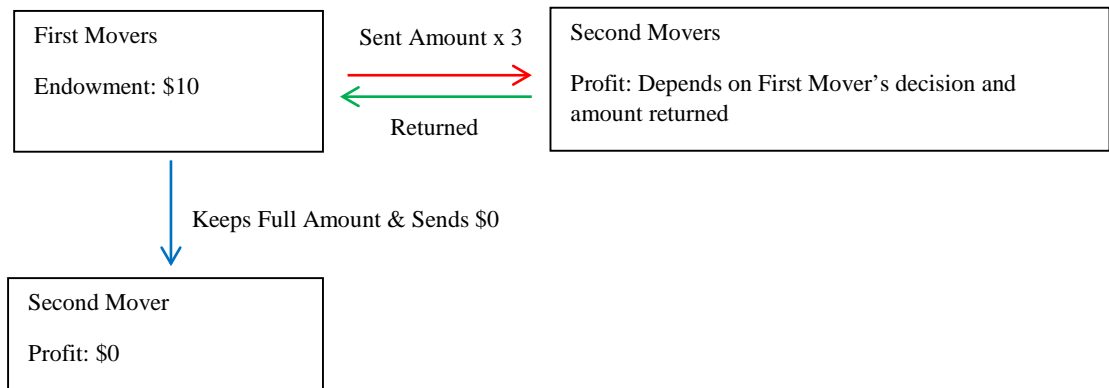 First Movers
Endowment: $10
Sent Amount x 3
Returned
Second Movers
Profit: Depends on First Mover’s decision and
amount returned
Keeps Full Amount & Sends $0
Second Mover
Profit: $0